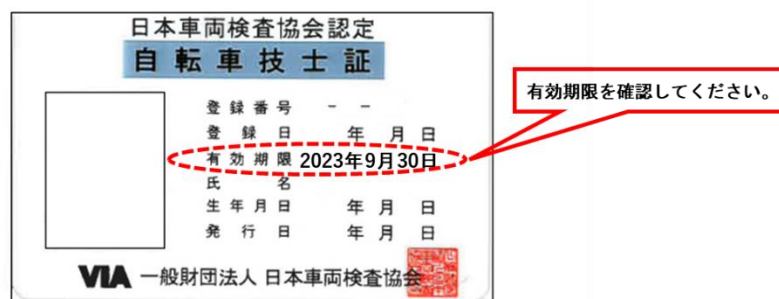 日本車両検査協会認定
自転車技士証
登録番号 - -
登録日 年 月 日
有効期限 2023年9月30日
氏名
生年月日 年 月 日
発行日 年 月 日
VIA 一般財団法人 日本車両検査協会
有効期限を確認してください。